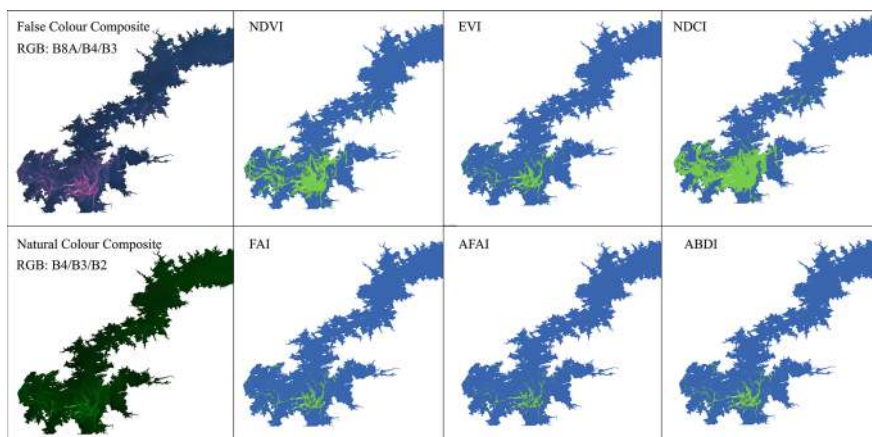 False Colour Composite
RGB: B8A/B4/B3
NDVI
EVI
NDCI
Natural Colour Composite
RGB: B4/B3/B2
FAI
AFAI
ABDI